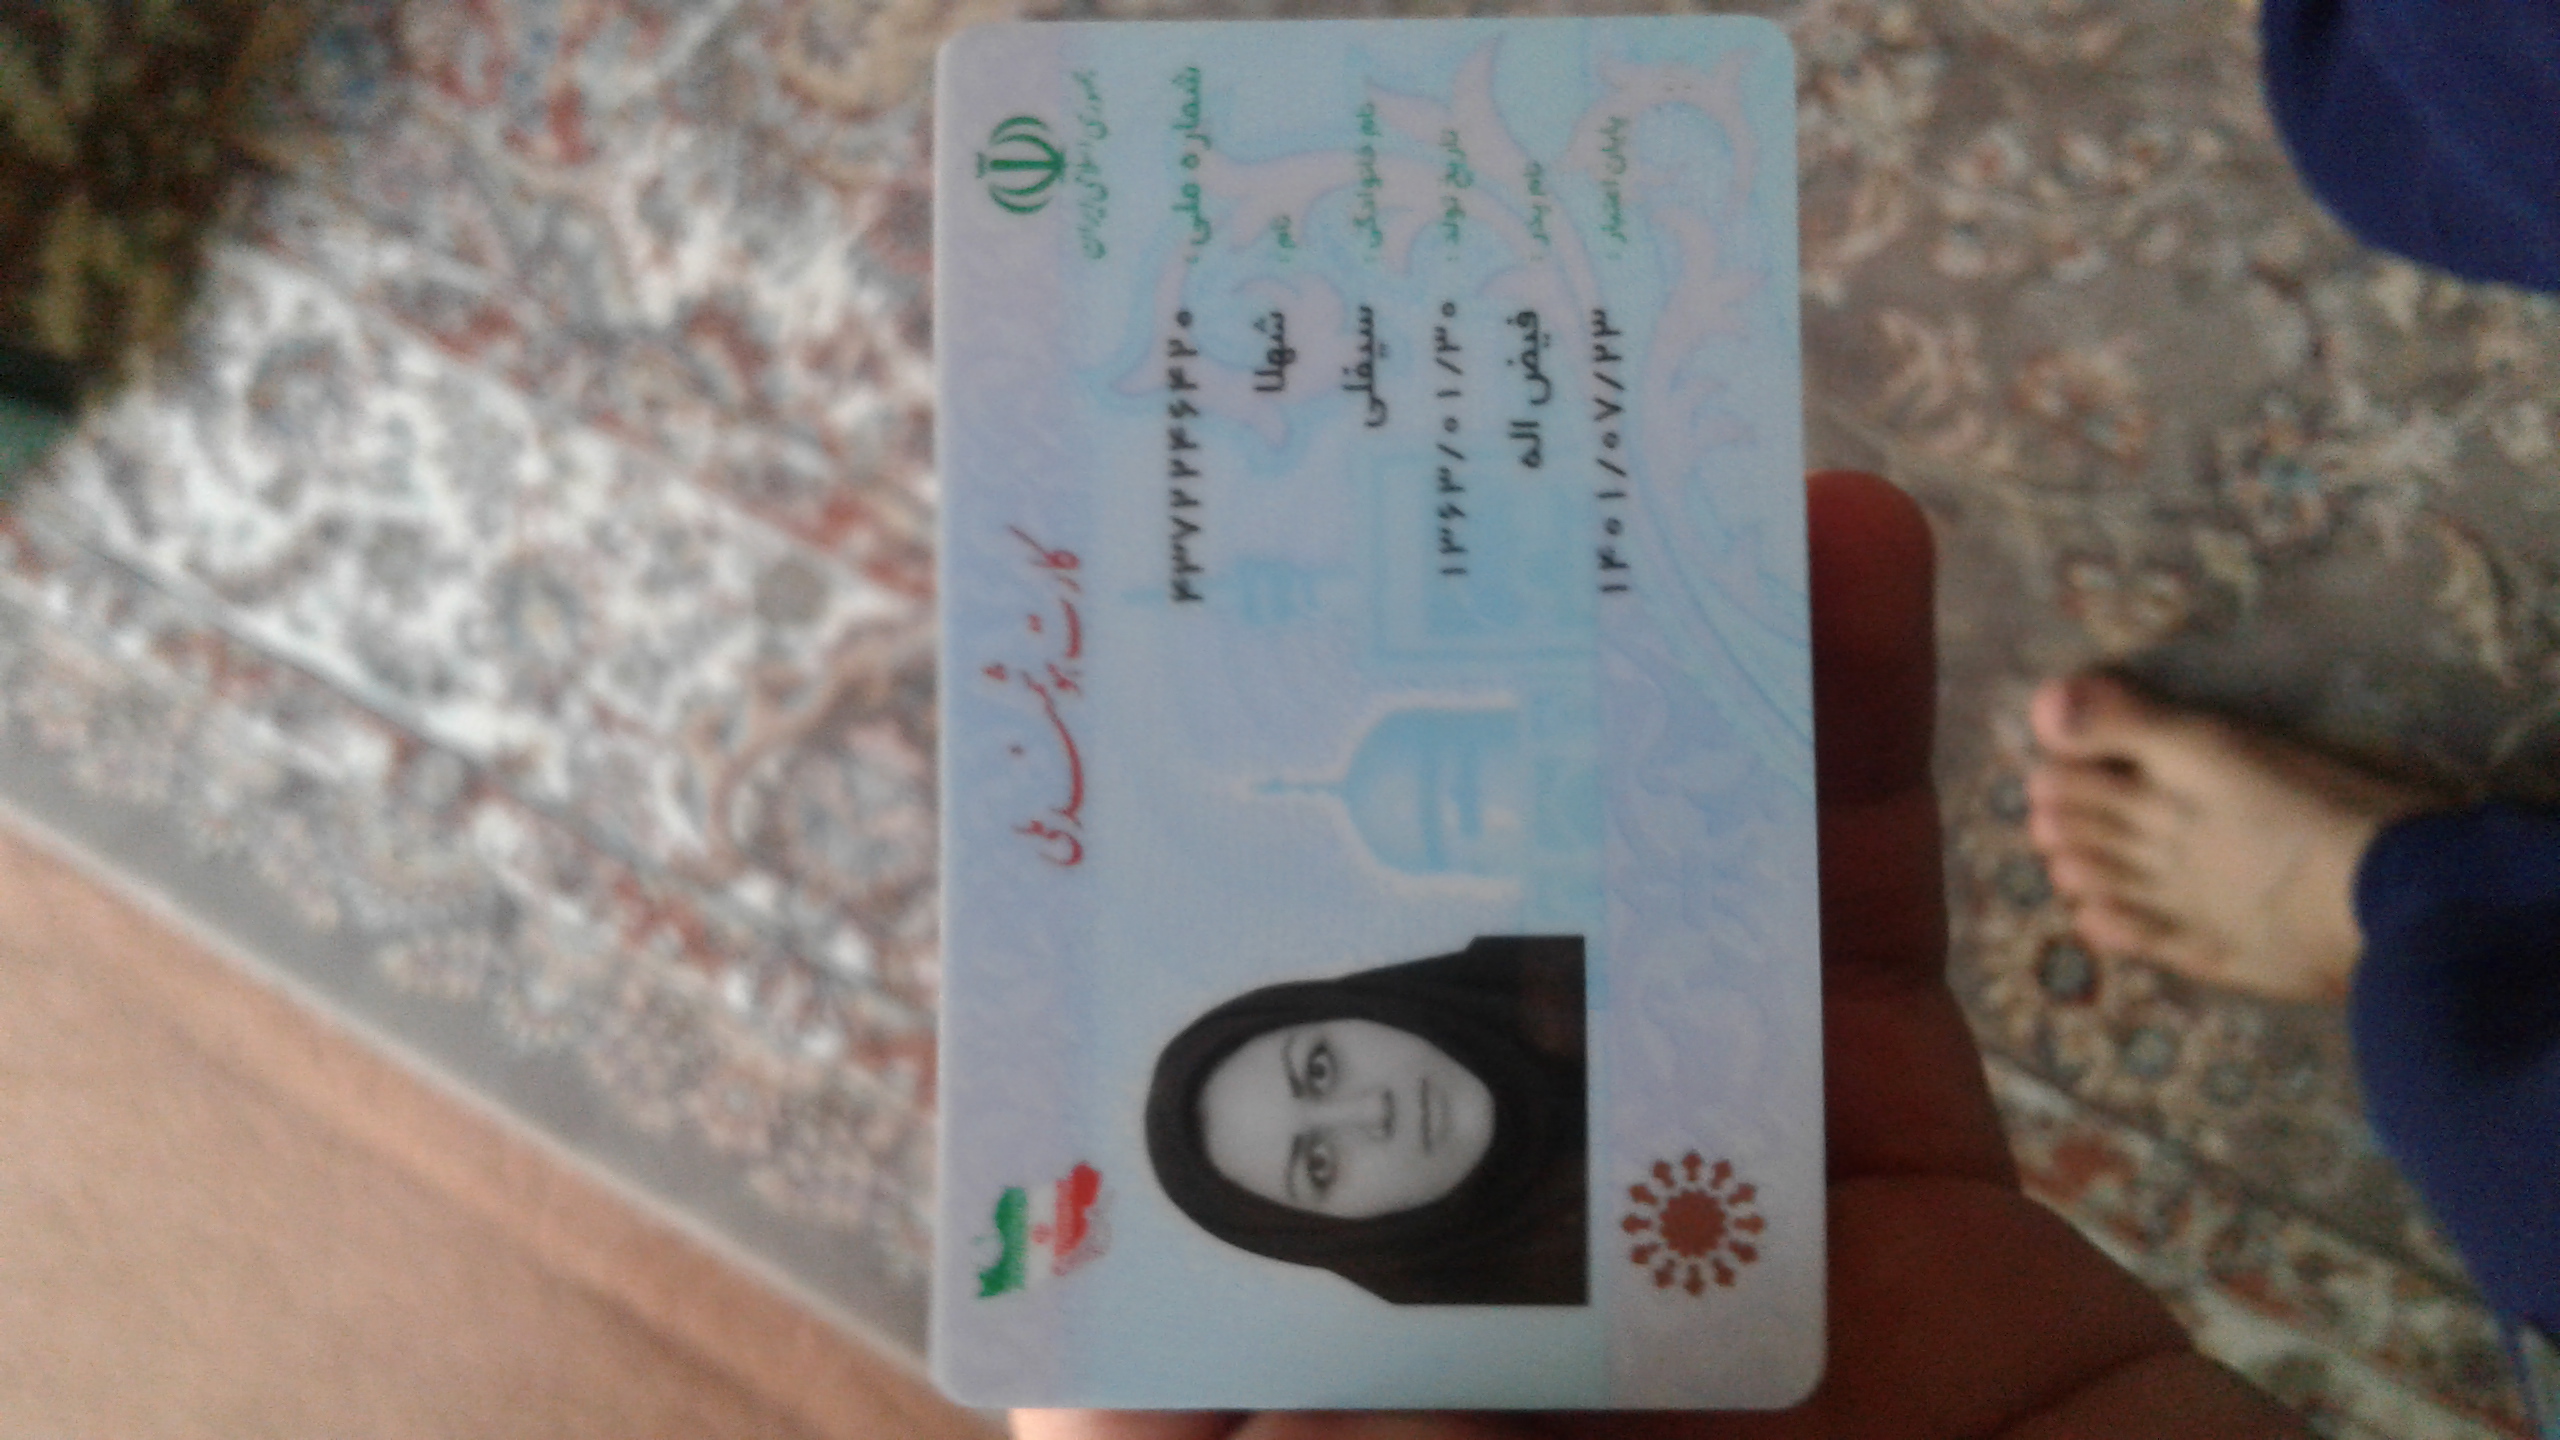 کارت هوشمند ملی
جمهوری اسلامی ایران
شماره ملی: ۴۳۷۲۲۴۶۴۲۰
نام: شهلا
نام خانوادگی: سیفلی
تاریخ تولد: ۱۳۶۳/۰۱/۳۰
نام پدر: فیض اله
پایان اعتبار: ۱۴۰۱/۰۷/۲۳